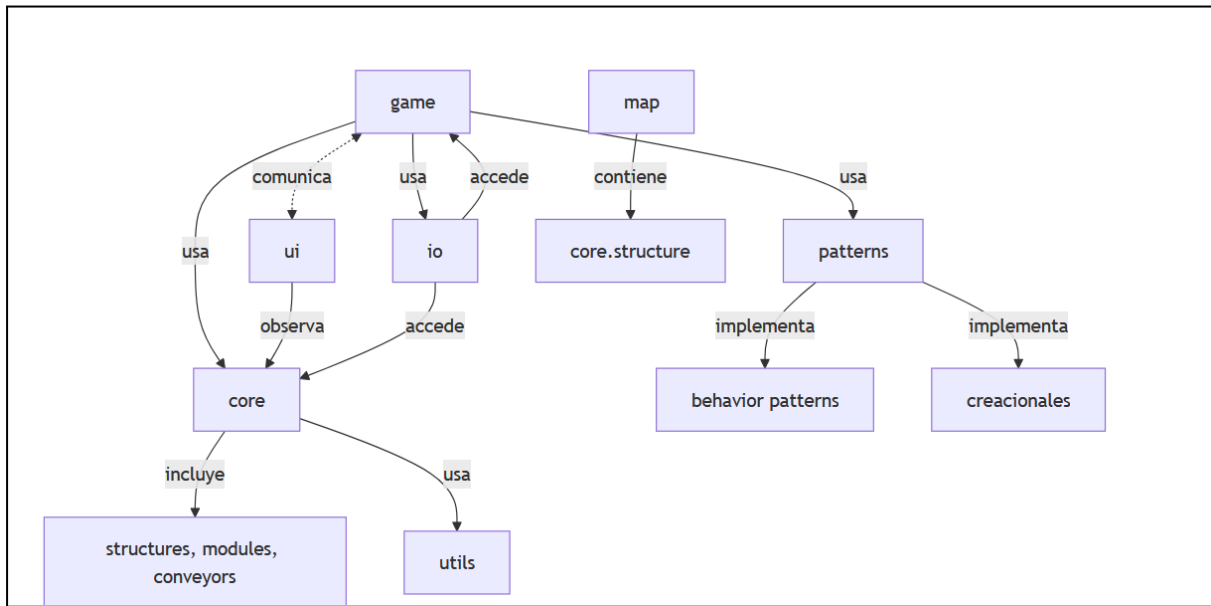 game
map
comunica
usa
accede
contiene
usa
usa
ui
io
core.structure
patterns
observa
accede
implementa
implementa
core
behavior patterns
creacionales
incluye
usa
structures, modules,
conveyors
utils